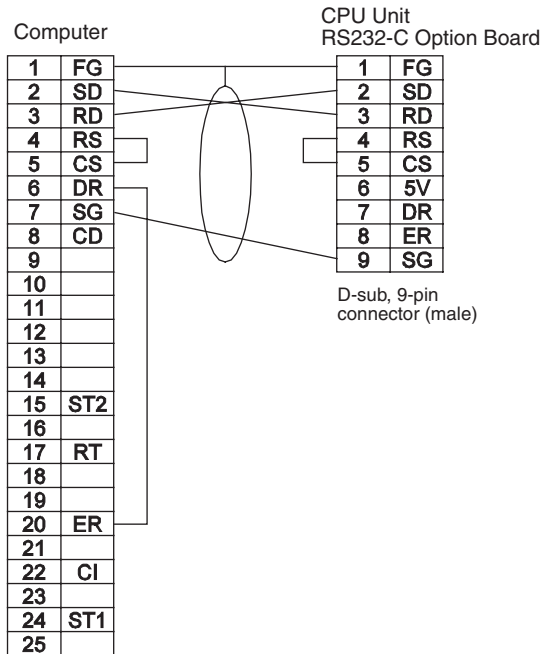 Computer
1 FG
2 SD
3 RD
4 RS
5 CS
6 DR
7 SG
8 CD
9
10
11
12
13
14
15 ST2
16
17 RT
18
19
20 ER
21
22 CI
23
24 ST1
25
CPU Unit
RS232-C Option Board
1 FG
2 SD
3 RD
4 RS
5 CS
6 5V
7 DR
8 ER
9 SG
D-sub, 9-pin
connector (male)